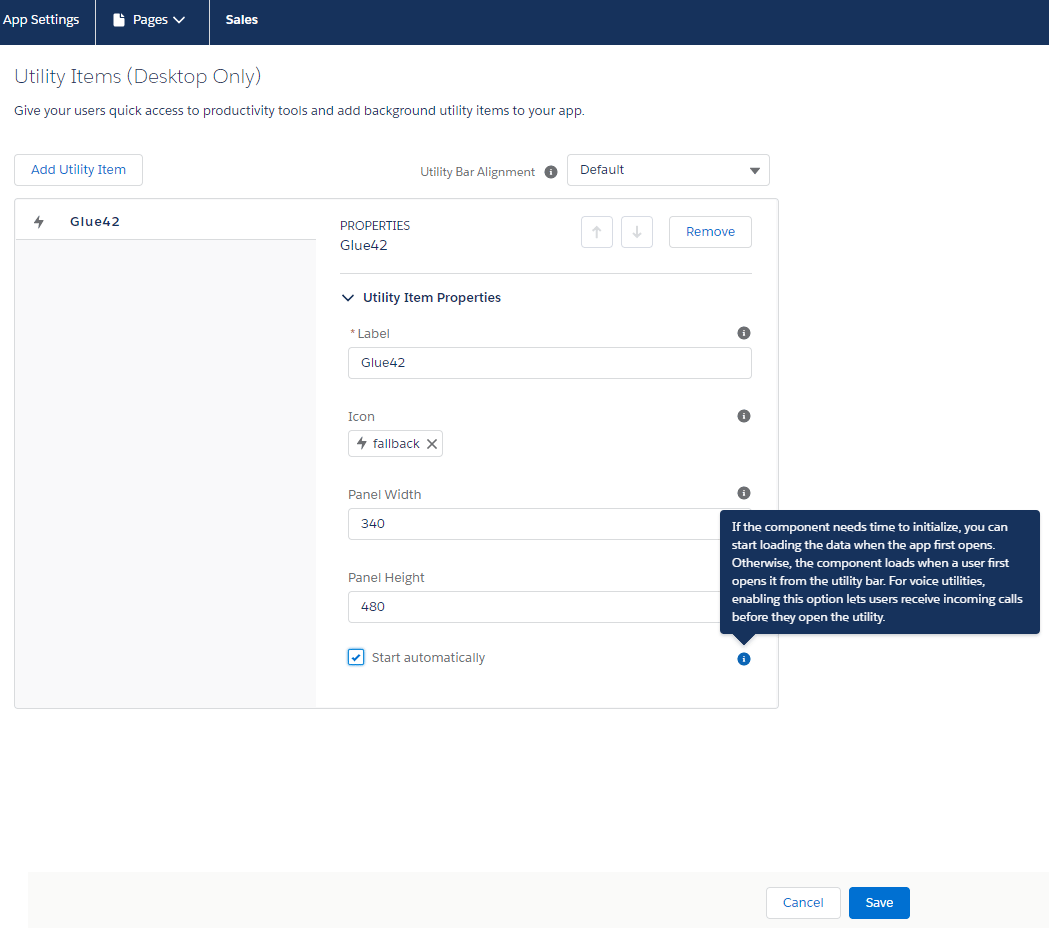 App Settings
Pages
Sales
Utility Items (Desktop Only)
Give your users quick access to productivity tools and add background utility items to your app.
Add Utility Item
Utility Bar Alignment
Default
Glue42
PROPERTIES
Glue42
Remove
Utility Item Properties
* Label
Glue42
Icon
fallback
Panel Width
340
If the component needs time to initialize, you can
start loading the data when the app first opens.
Otherwise, the component loads when a user first
opens it from the utility bar. For voice utilities,
enabling this option lets users receive incoming calls
before they open the utility.
Panel Height
480
Start automatically
Cancel
Save